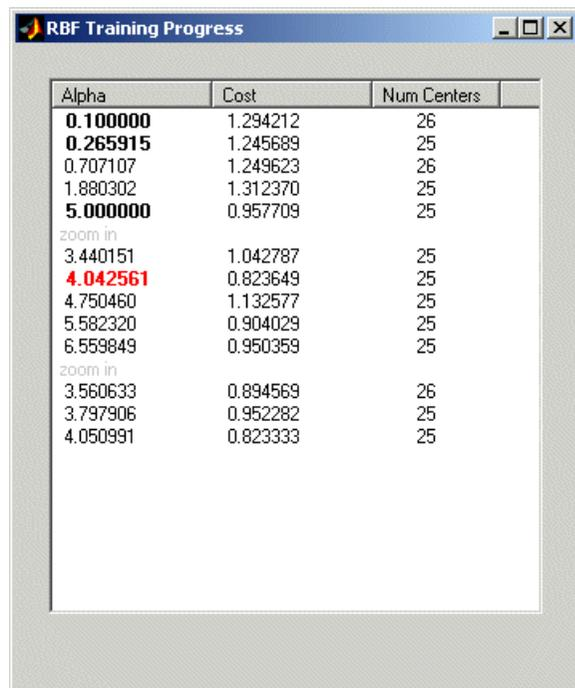 RBF Training Progress
Alpha Cost Num Centers
0.100000 1.294212 26
0.265915 1.245689 25
0.707107 1.249623 26
1.880302 1.312370 25
5.000000 0.957709 25
zoom in
3.440151 1.042787 25
4.042561 0.823649 25
4.750460 1.132577 25
5.582320 0.904029 25
6.559849 0.950359 25
zoom in
3.560633 0.894569 26
3.797906 0.952282 25
4.050991 0.823333 25